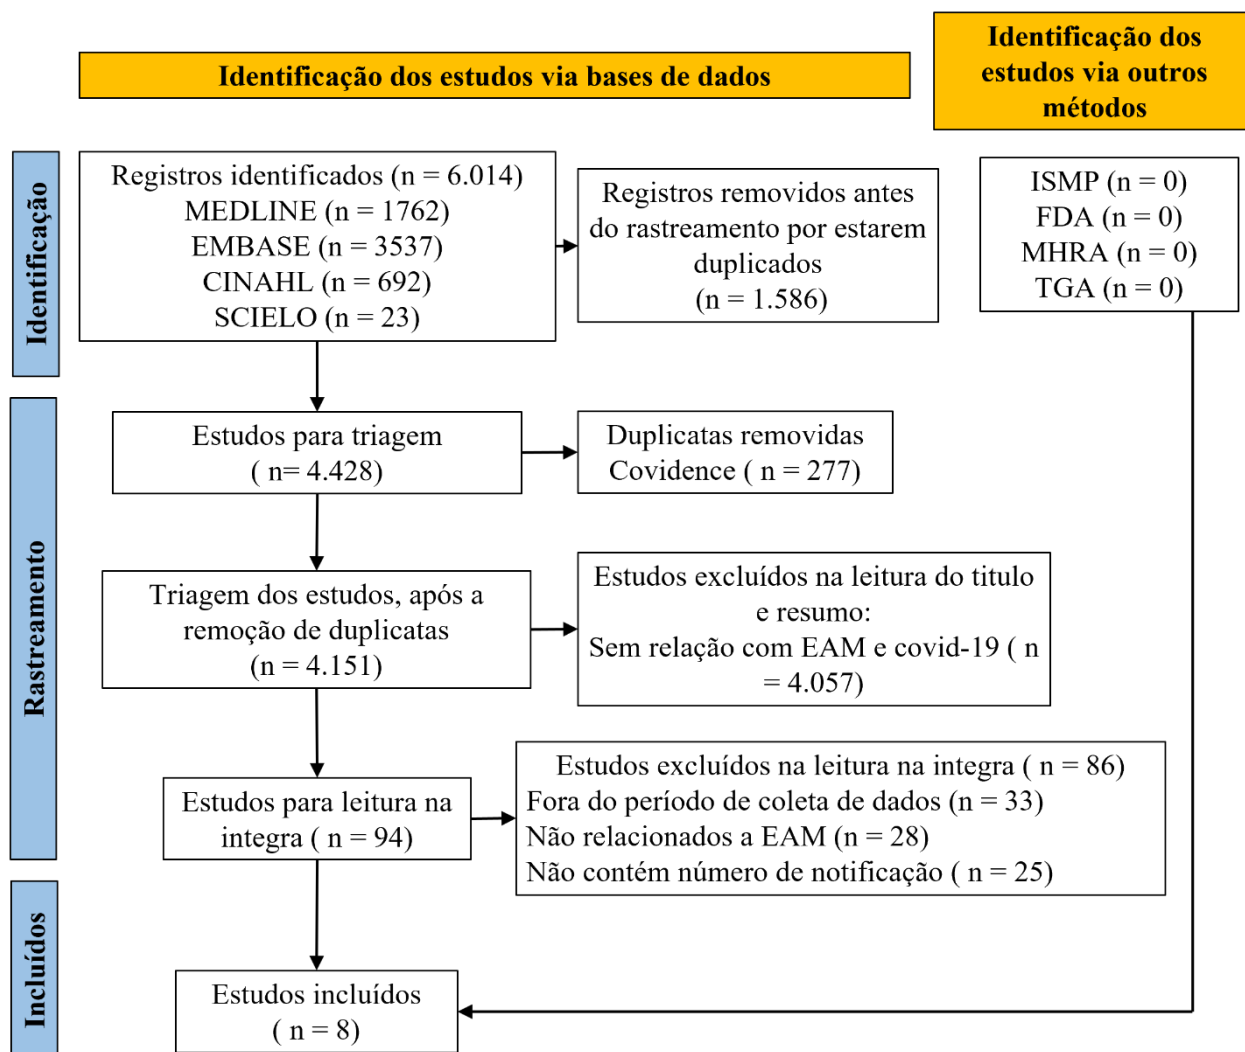 Identificação dos estudos via bases de dados
Identificação dos
estudos via outros
métodos
Identificação
Registros identificados (n = 6.014)
MEDLINE (n = 1762)
EMBASE (n = 3537)
CINAHL (n = 692)
SCIELO (n = 23)
Registros removidos antes
do rastreamento por estarem
duplicados
(n = 1.586)
ISMP (n = 0)
FDA (n = 0)
MHRA (n = 0)
TGA (n = 0)
Rastreamento
Estudos para triagem
( n= 4.428)
Duplicatas removidas
Covidence ( n = 277)
Triagem dos estudos, após a
remoção de duplicatas
(n = 4.151)
Estudos excluídos na leitura do titulo
e resumo:
Sem relação com EAM e covid-19 ( n
= 4.057)
Estudos para leitura na
integra ( n = 94)
Estudos excluídos na leitura na integra ( n = 86)
Fora do período de coleta de dados (n = 33)
Não relacionados a EAM (n = 28)
Não contém número de notificação ( n = 25)
Incluídos
Estudos incluídos
( n = 8)